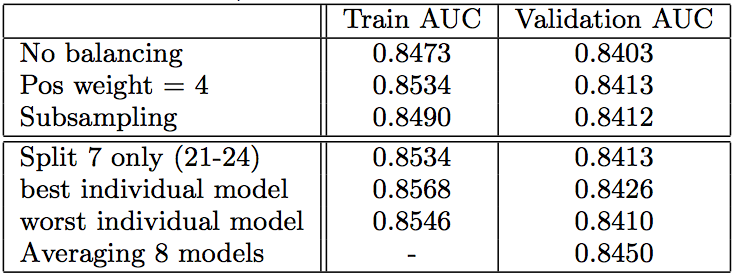 Train AUC Validation AUC
No balancing 0.8473 0.8403
Pos weight = 4 0.8534 0.8413
Subsampling 0.8490 0.8412
Split 7 only (21-24) 0.8534 0.8413
best individual model 0.8568 0.8426
worst individual model 0.8546 0.8410
Averaging 8 models - 0.8450